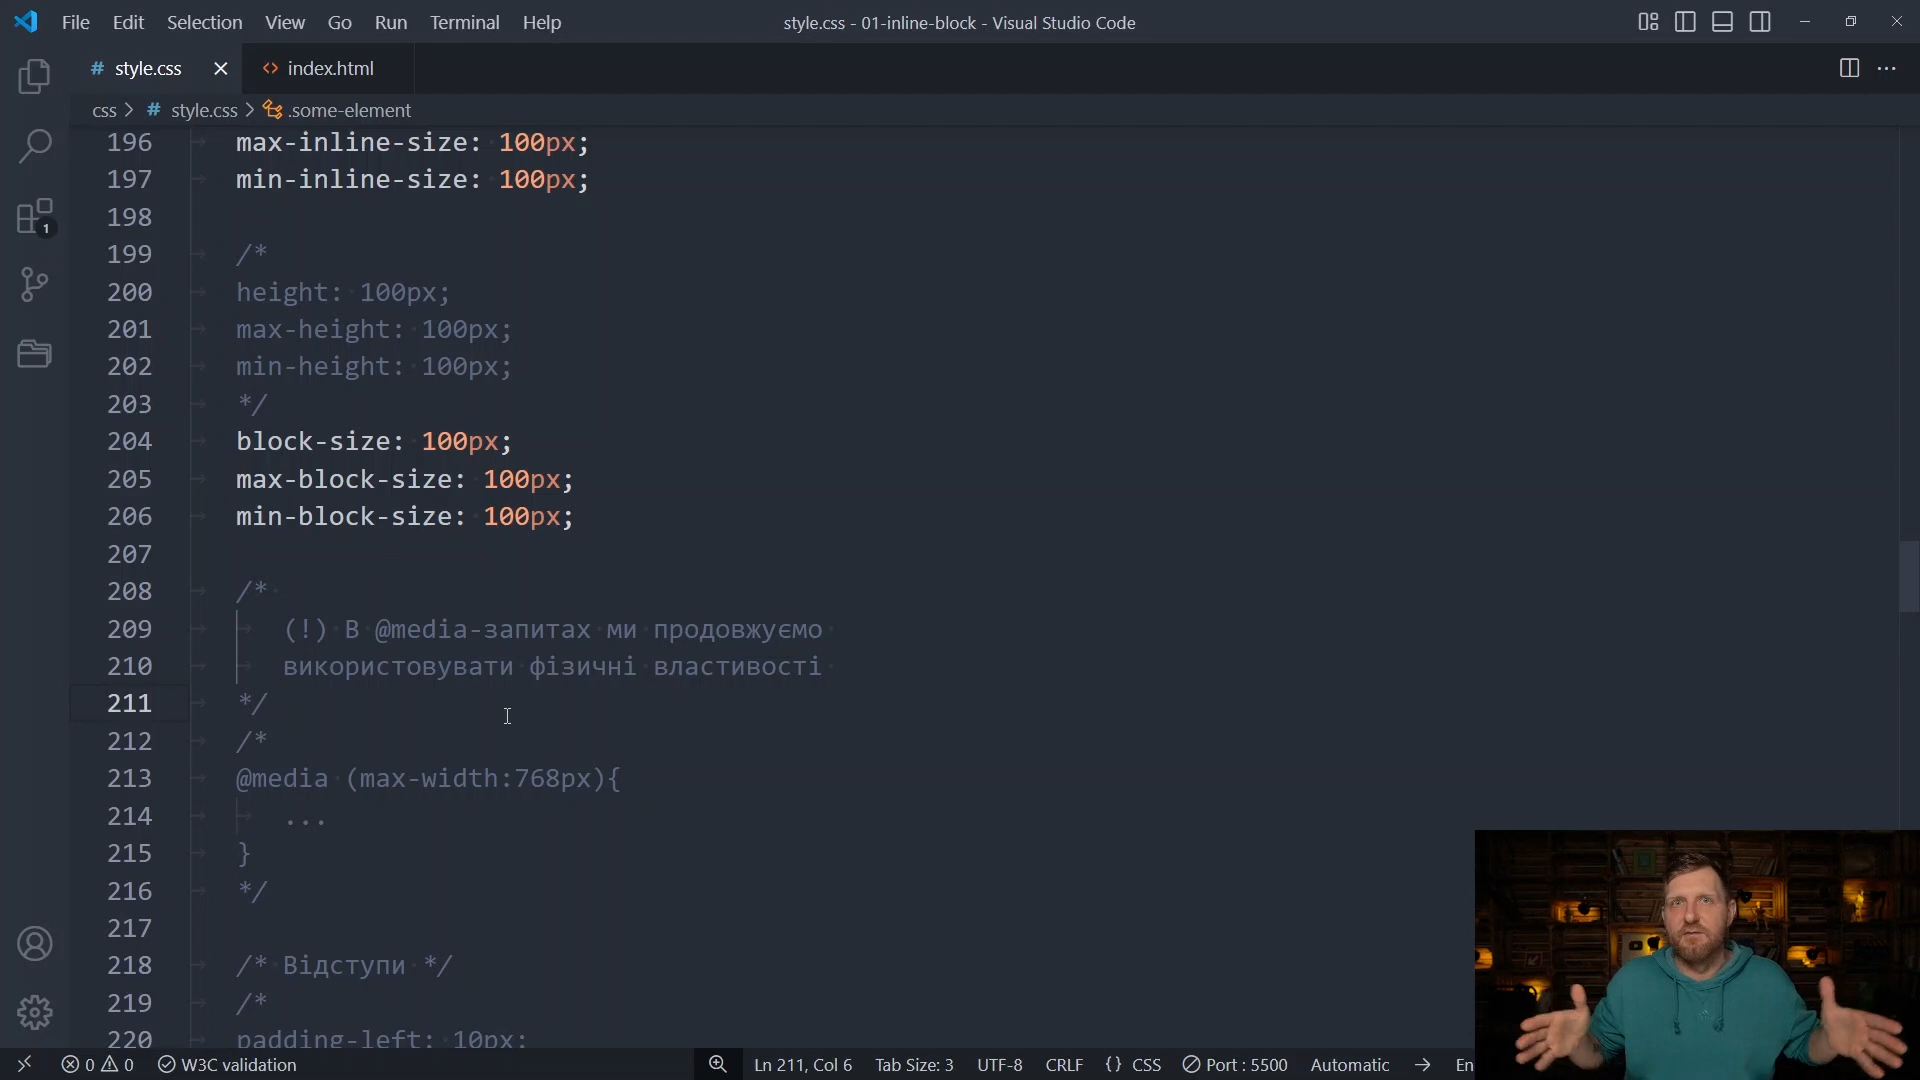 File Edit Selection View Go Run Terminal Help style.css - 01-inline-block - Visual Studio Code
# style.css <> index.html
css > # style.css > .some-element
196 max-inline-size: 100px;
197 min-inline-size: 100px;
198
199 /*
200 height: 100px;
201 max-height: 100px;
202 min-height: 100px;
203 */
204 block-size: 100px;
205 max-block-size: 100px;
206 min-block-size: 100px;
207
208 /*
209 (!) В @media-запитах ми продовжуємо
210 використовувати фізичні властивості
211 */
212 /*
213 @media (max-width:768px){
214 ...
215 }
216 */
217
218 /* Відступи */
219 /*
220 padding-left: 10px;
1
0 0 W3C validation Ln 211, Col 6 Tab Size: 3 UTF-8 CRLF {} CSS Port : 5500 Automatic → En